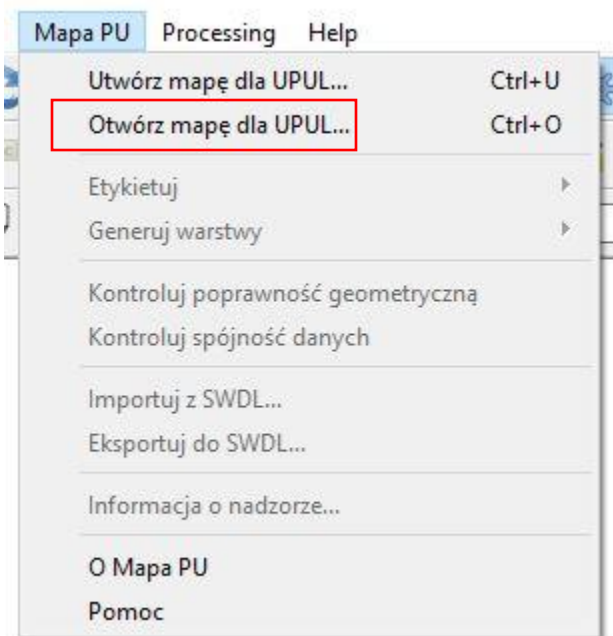 Mapa PU Processing Help
Utwórz mapę dla UPUL... Ctrl+U
Otwórz mapę dla UPUL... Ctrl+O
Etykietuj
Generuj warstwy
Kontroluj poprawność geometryczną
Kontroluj spójność danych
Importuj z SWDL...
Eksportuj do SWDL...
Informacja o nadzorze...
O Mapa PU
Pomoc